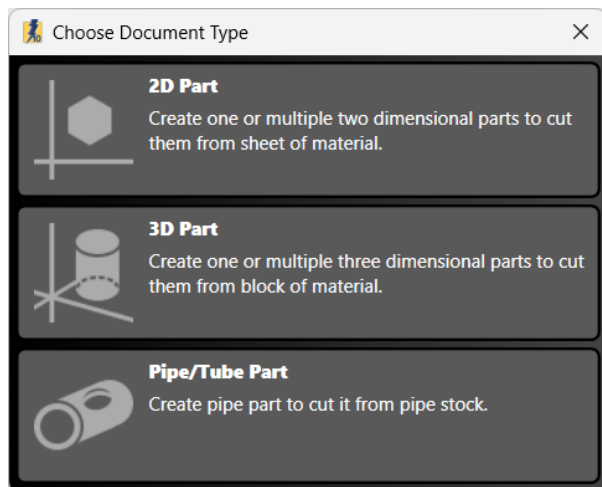 Choose Document Type
2D Part
Create one or multiple two dimensional parts to cut
them from sheet of material.
3D Part
Create one or multiple three dimensional parts to cut
them from block of material.
Pipe/Tube Part
Create pipe part to cut it from pipe stock.